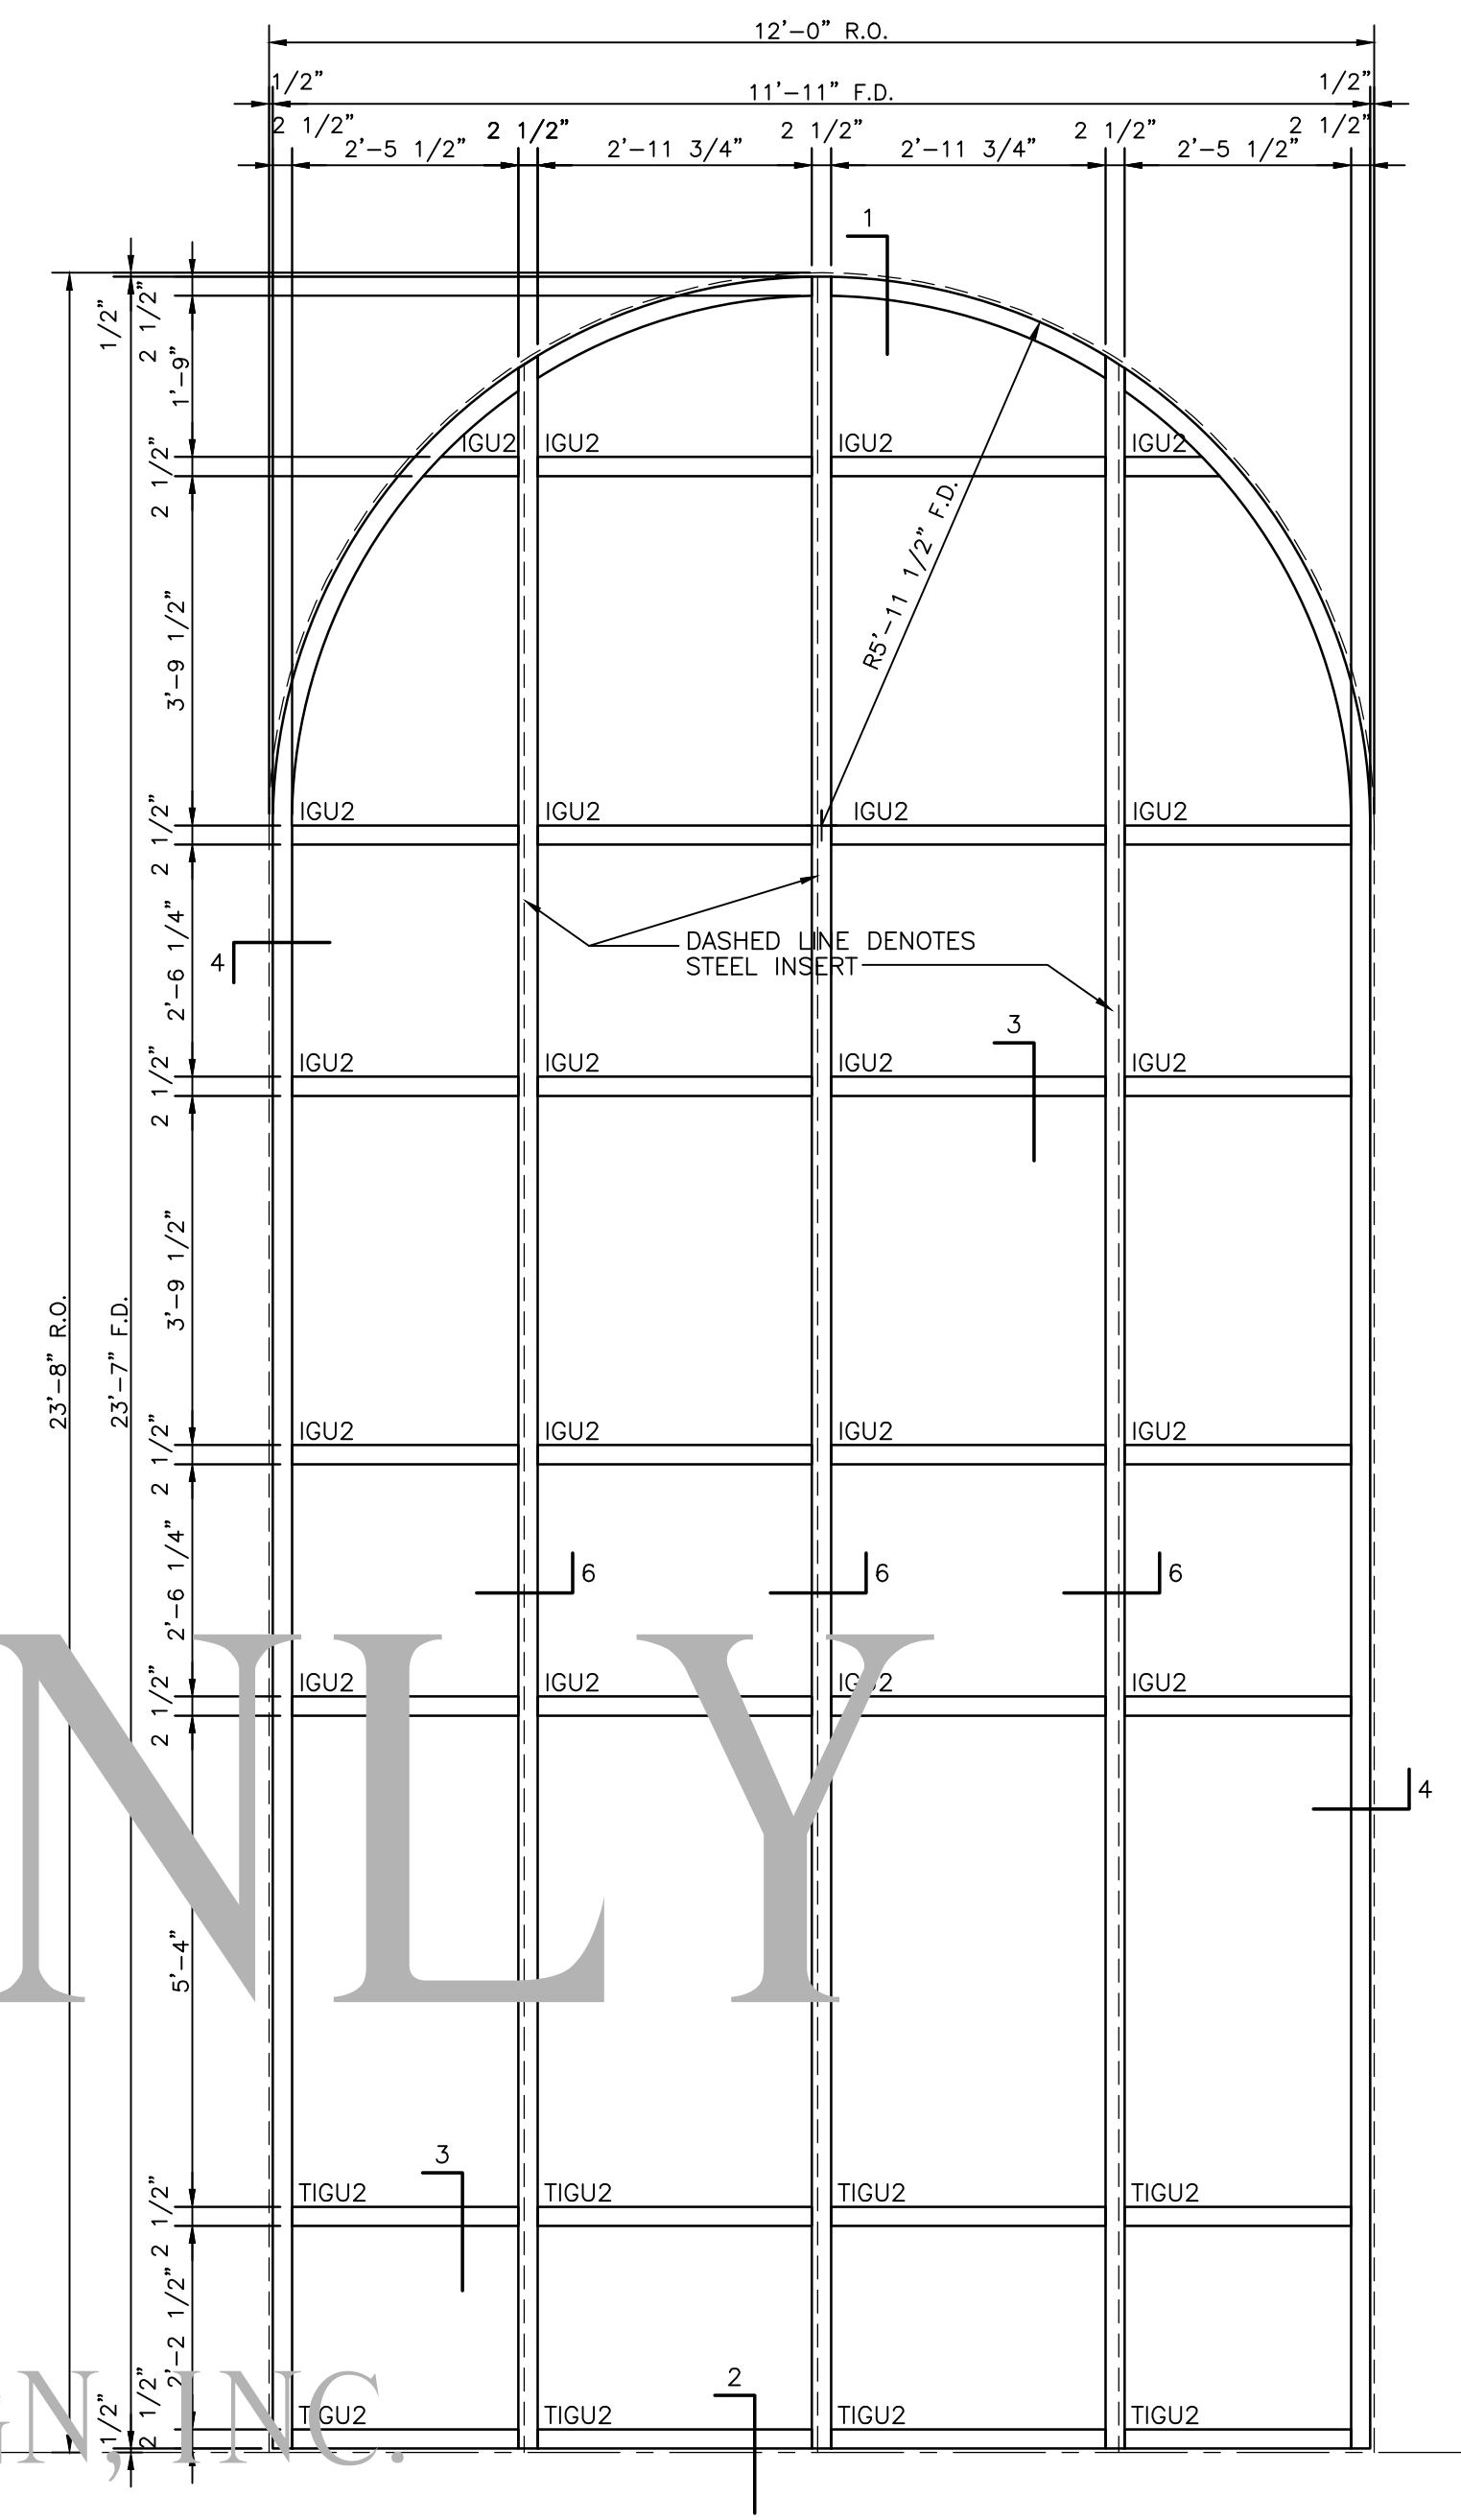 12'-0" R.O.
1/2" 11'-11" F.D. 1/2"
2 1/2" 2'-5 1/2" 2 1/2" 2'-11 3/4" 2 1/2" 2'-11 3/4" 2 1/2" 2'-5 1/2" 2 1/2"
1
1/2" 2 1/2"
1'-9"
IGU2 IGU2 IGU2 IGU2
2 1/2"
R5'-11 1/2" F.D.
3'-9 1/2"
IGU2 IGU2 IGU2 IGU2
2 1/2"
DASHED LINE DENOTES
STEEL INSERT
4
2'-6 1/4"
3
IGU2 IGU2 IGU2 IGU2
2 1/2"
3'-9 1/2"
23'-8" R.O.
23'-7" F.D.
IGU2 IGU2 IGU2 IGU2
2 1/2"
6 6 6
2'-6 1/4"
IGU2 IGU2 IGU2 IGU2
2 1/2"
NLY
4
5'-4"
3
TIGU2 TIGU2 TIGU2 TIGU2
2 1/2"
2'-2 1/2"
2
TIGU2 TIGU2 TIGU2 TIGU2
1/2" 2 1/2"
GN, INC.